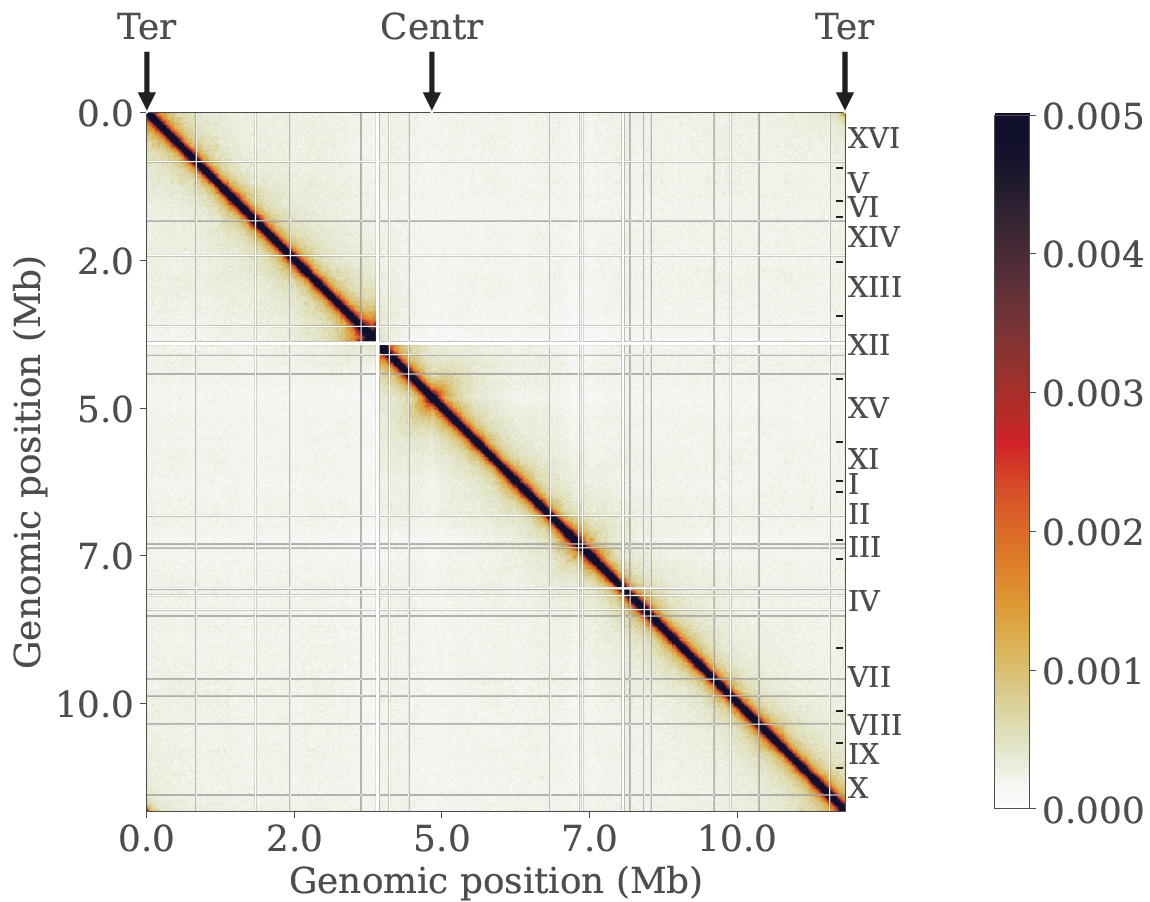 Ter Centr Ter
0.0
2.0
5.0
7.0
10.0
Genomic position (Mb)
XVI
V
VI
XIV
XIII
XII
XV
XI
I
II
III
IV
VII
VIII
IX
X
0.0 2.0 5.0 7.0 10.0
Genomic position (Mb)
0.005
0.004
0.003
0.002
0.001
0.000